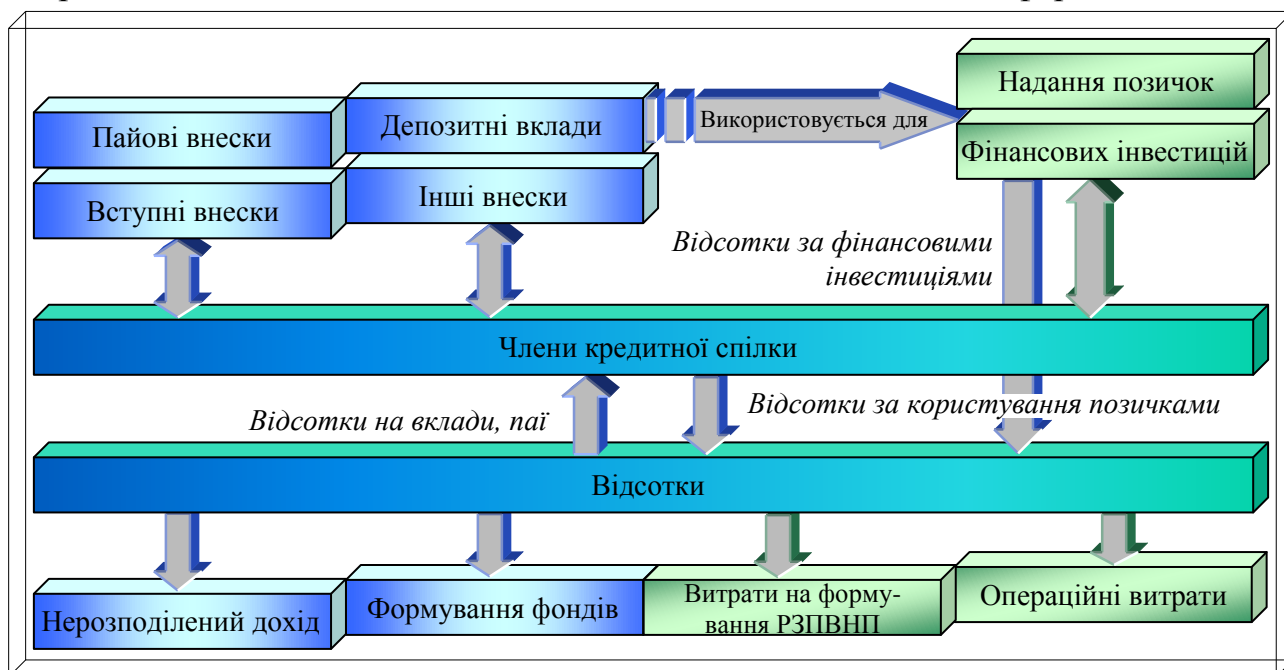 Надання позичок
Депозитні вклади
Використовується для
Пайові внески
Фінансових інвестицій
Інші внески
Вступні внески
Відсотки за фінансовими
інвестиціями
Члени кредитної спілки
Відсотки на вклади, паї
Відсотки за користування позичками
Відсотки
Нерозподілений дохід
Формування фондів
Витрати на форму-
вання РЗПВНП
Операційні витрати